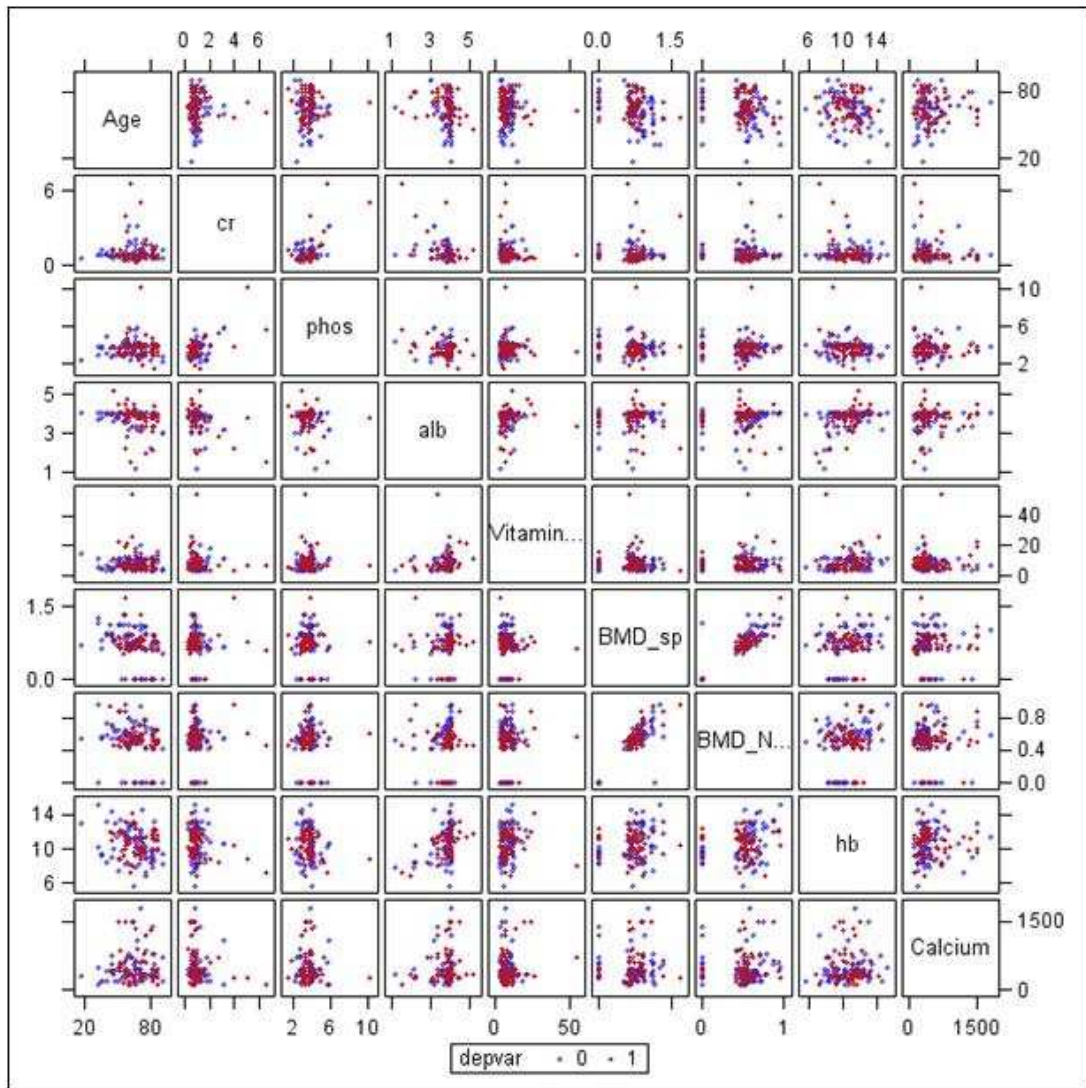 0 2 4 6 1 3 5 0.0 1.5 6 10 14
Age 80
20
6
cr
0
10
phos 6
2
5
3 alb
1
40
Vitamin... 20
0
1.5
BMD_sp
0.0
0.8
BMD_N... 0.4
0.0
14
10 hb
6
1500
Calcium
0
20 80 2 6 10 0 50 0 1 0 1500
depvar 0 1